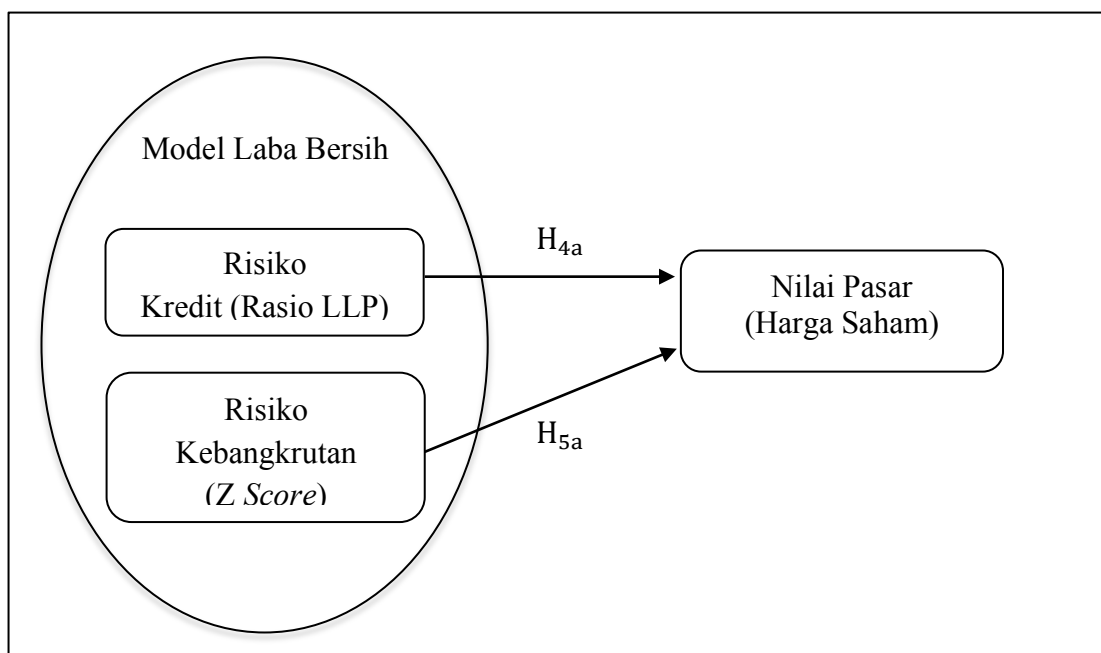 Model Laba Bersih
Risiko
Kredit (Rasio LLP)
H4a
Nilai Pasar
(Harga Saham)
Risiko
Kebangkrutan
(Z Score)
H5a